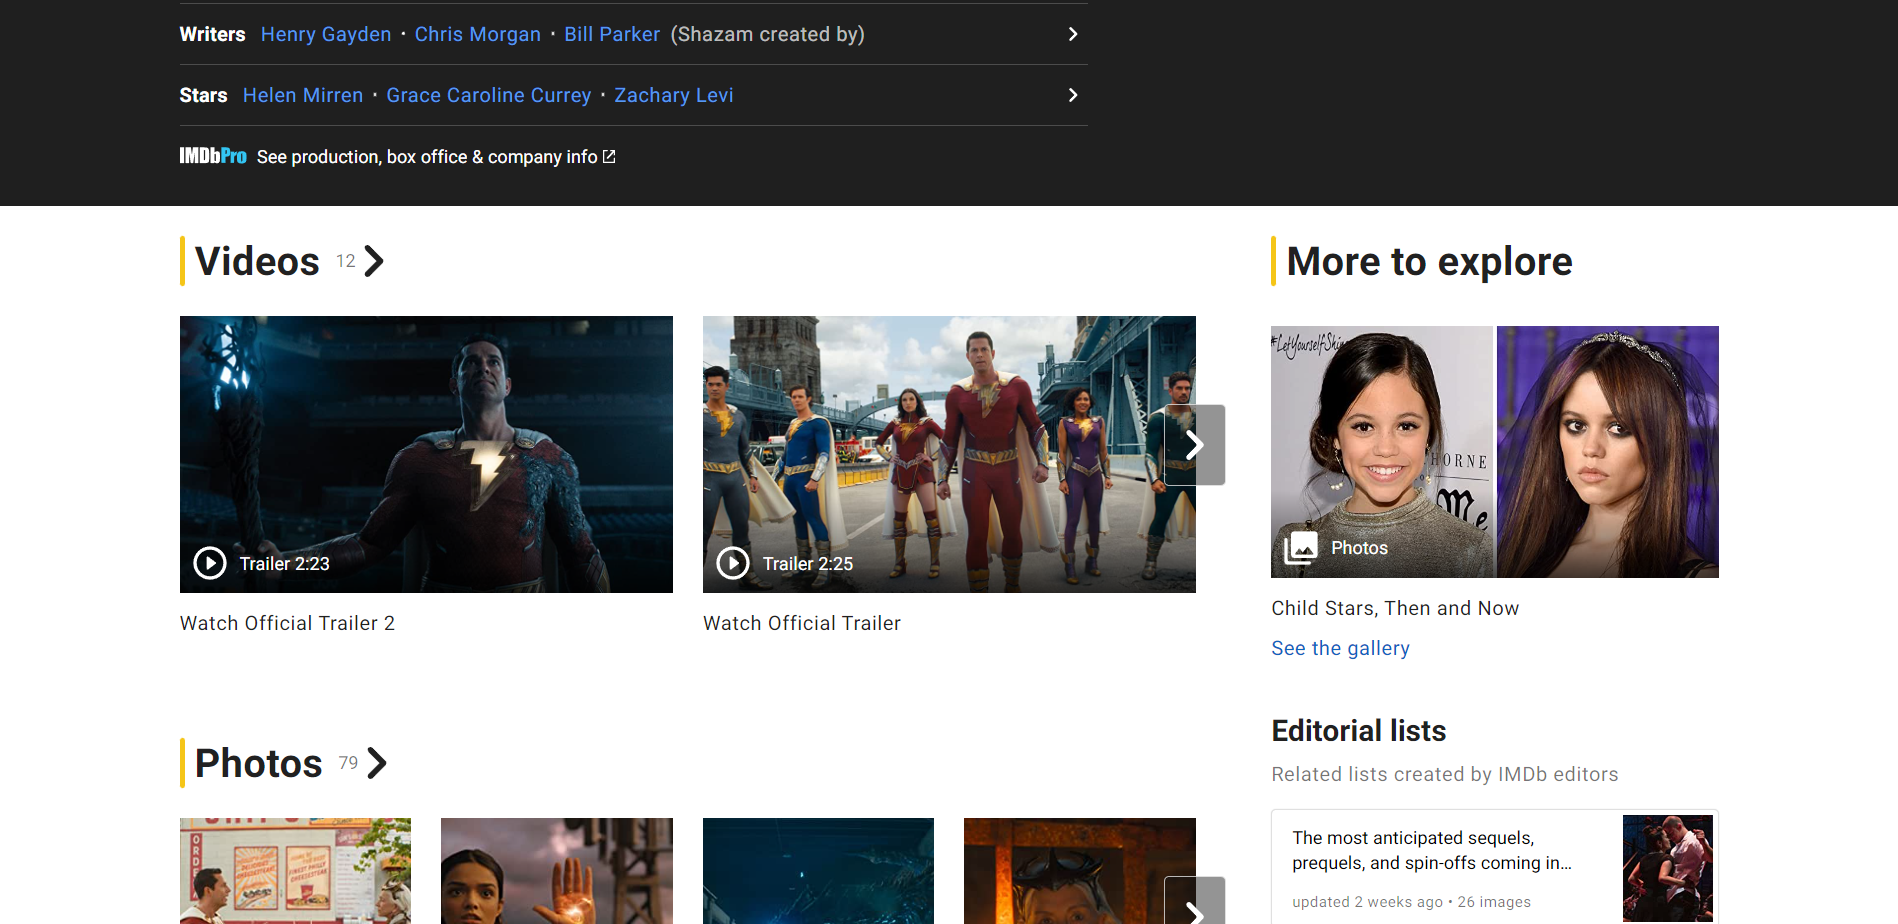 Writers Henry Gayden · Chris Morgan · Bill Parker (Shazam created by)
Stars Helen Mirren · Grace Caroline Currey · Zachary Levi
IMDbPro See production, box office & company info
Videos 12
More to explore
#LetYourselfShin
HORNE
Me
Trailer 2:23
Trailer 2:25
Photos
Watch Official Trailer 2
Watch Official Trailer
Child Stars, Then and Now
See the gallery
Editorial lists
Related lists created by IMDb editors
Photos 79
The most anticipated sequels,
prequels, and spin-offs coming in...
updated 2 weeks ago • 26 images
ORDE